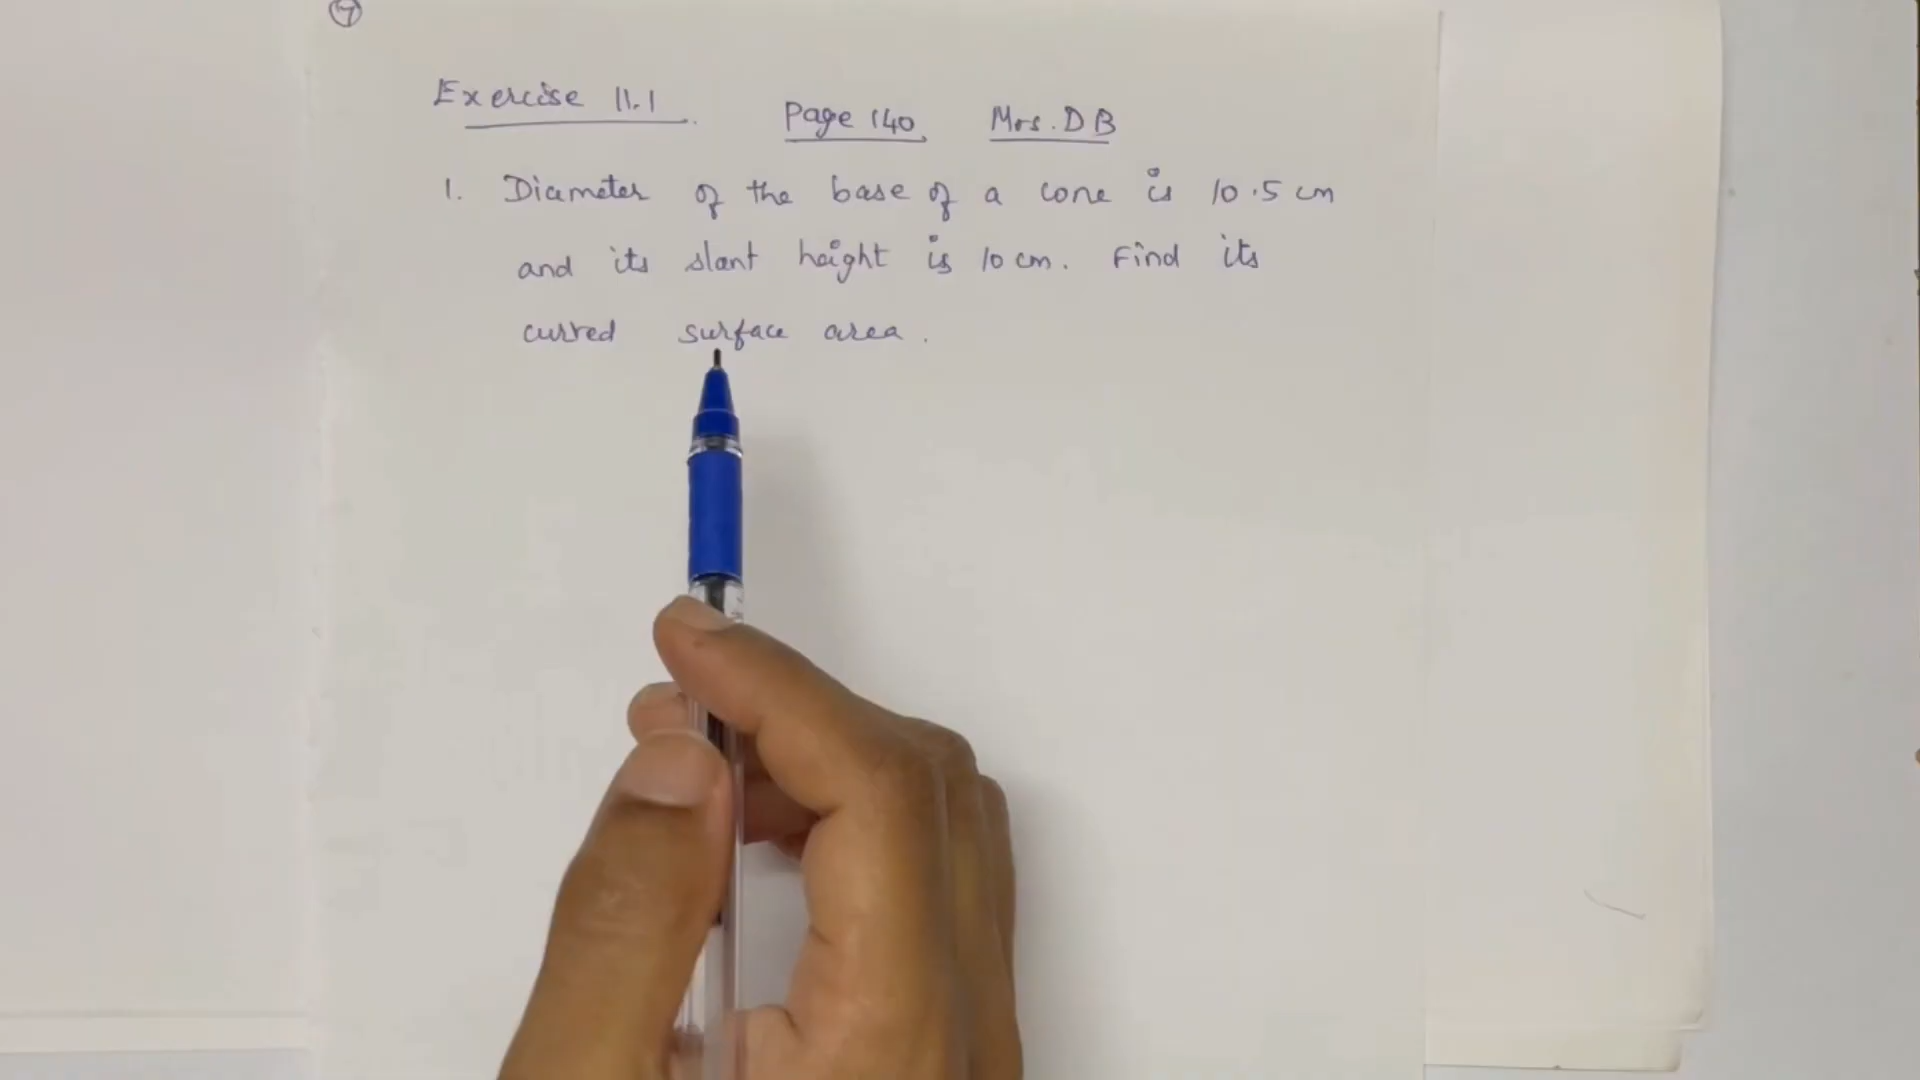 7
Exercise 11.1
Page 140 Mrs. D B
1. Diameter of the base of a cone is 10.5 cm
and its slant height is 10 cm. Find its
curved surface area.